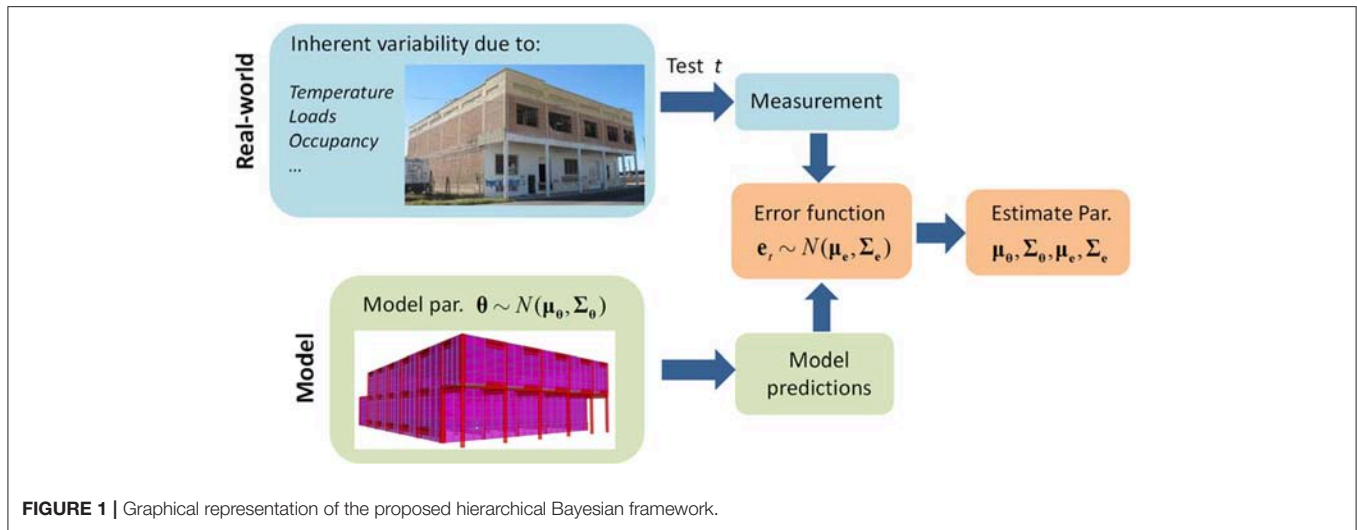 Real-world
Inherent variability due to:
Temperature
Loads
Occupancy
...
Test t
Measurement
Error function
e_r ~ N(μ_e, Σ_e)
Estimate Par.
μ_θ, Σ_θ, μ_e, Σ_e
Model
Model par. θ ~ N(μ_θ, Σ_θ)
Model
predictions
FIGURE 1 | Graphical representation of the proposed hierarchical Bayesian framework.